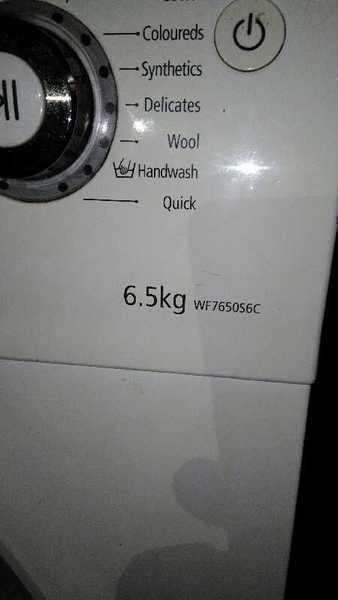 Coloureds
Synthetics
Delicates
Wool
Handwash
Quick
6.5kg WF7650S6C